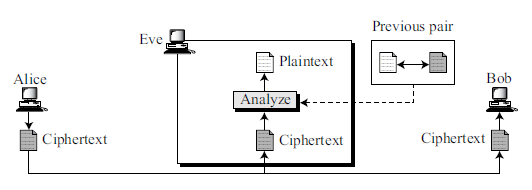 Previous pair
Eve
Plaintext
Alice
Analyze
Bob
Ciphertext
Ciphertext
Ciphertext